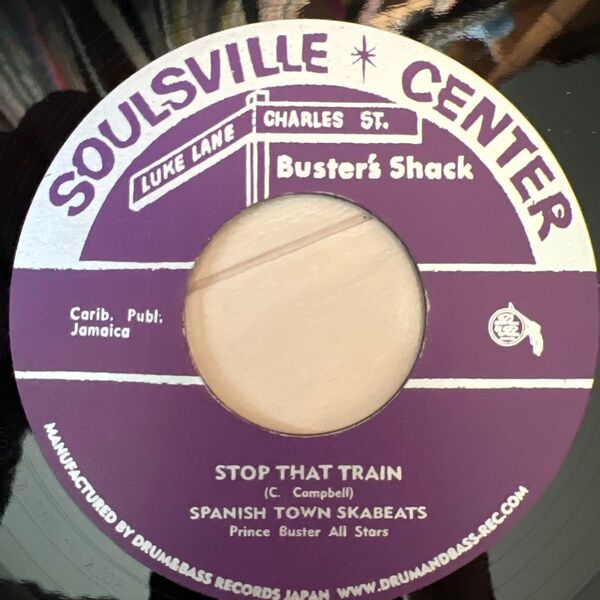 SOULSVILLE CENTER
LUKE LANE
CHARLES ST.
Buster's Shack
Carib. Publ;
Jamaica
STOP THAT TRAIN
(C. Campbell)
SPANISH TOWN SKABEATS
Prince Buster All Stars
MANUFACTURED BY DRUM&BASS RECORDS JAPAN WWW.DRUMANDBASS-REC.COM